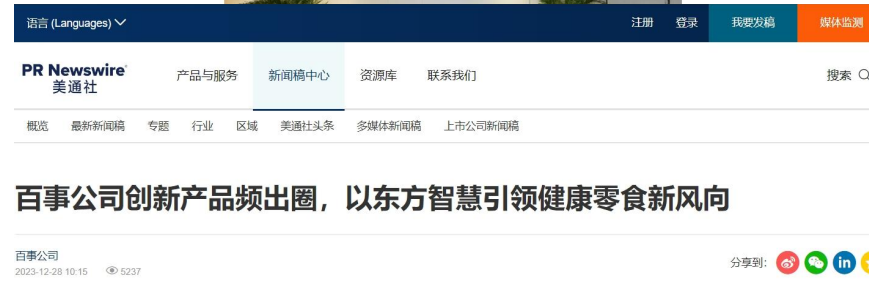 语言 (Languages) 注册 登录 我要发稿 媒体监测
PR Newswire 产品与服务 新闻稿中心 资源库 联系我们 搜索
美通社
概览 最新新闻稿 专题 行业 区域 美通社头条 多媒体新闻稿 上市公司新闻稿
百事公司创新产品频出圈，以东方智慧引领健康零食新风向
百事公司
2023-12-28 10:15 5237 分享到:
in